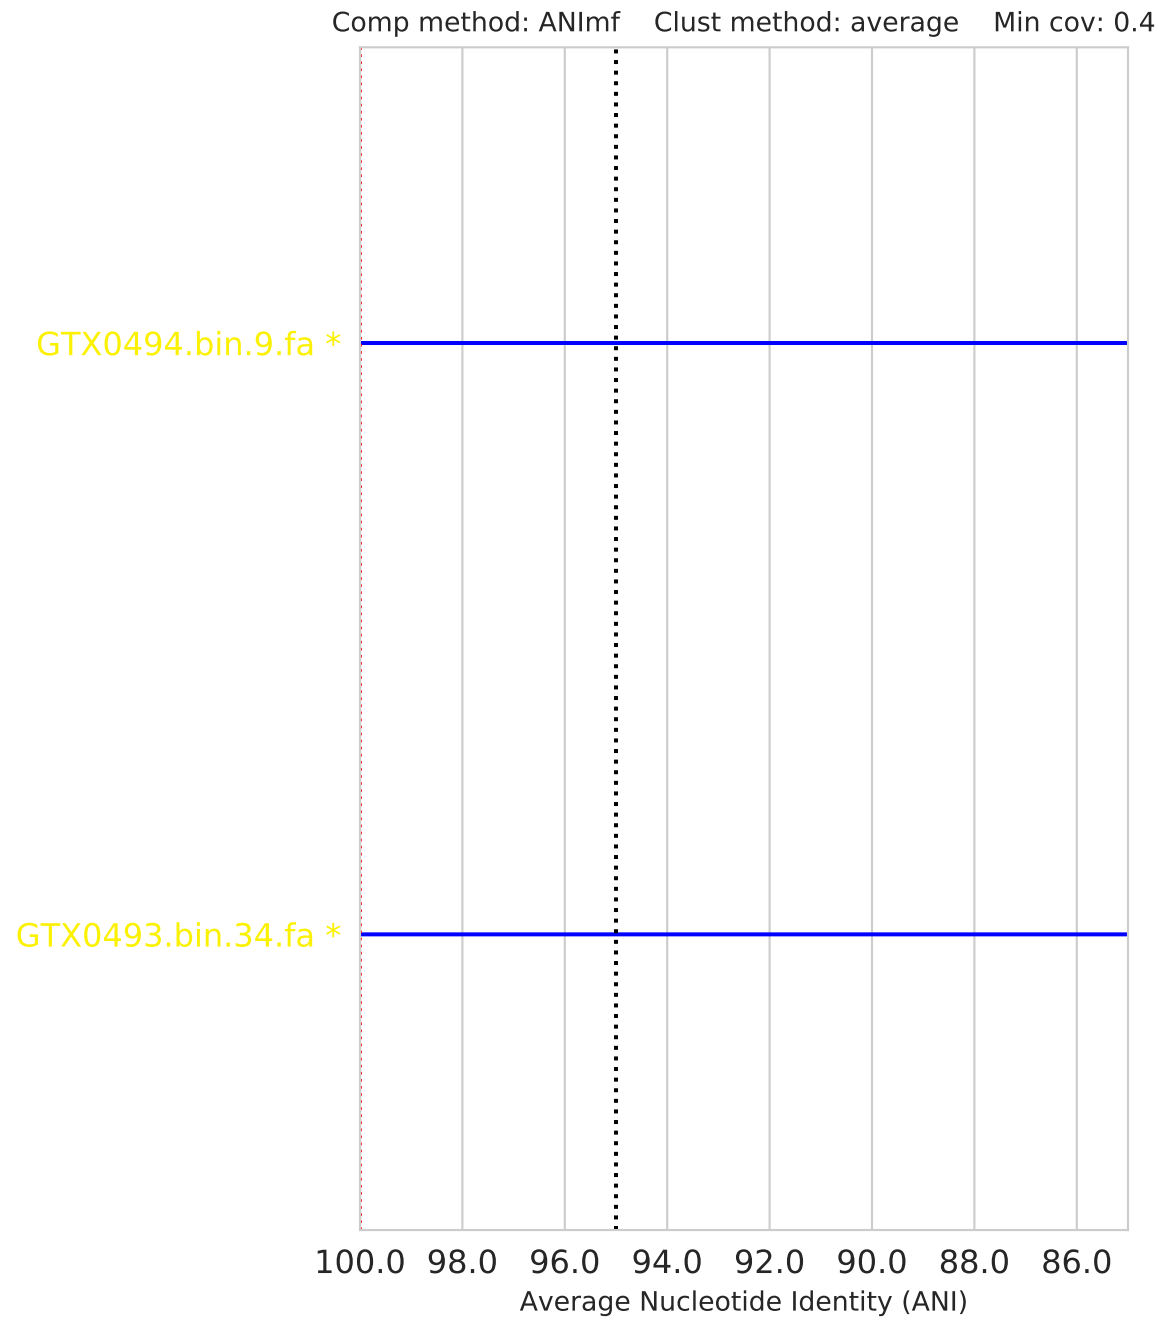 Comp method: ANImf    Clust method: average    Min cov: 0.4
GTX0494.bin.9.fa *
GTX0493.bin.34.fa *
100.0 98.0 96.0 94.0 92.0 90.0 88.0 86.0
Average Nucleotide Identity (ANI)